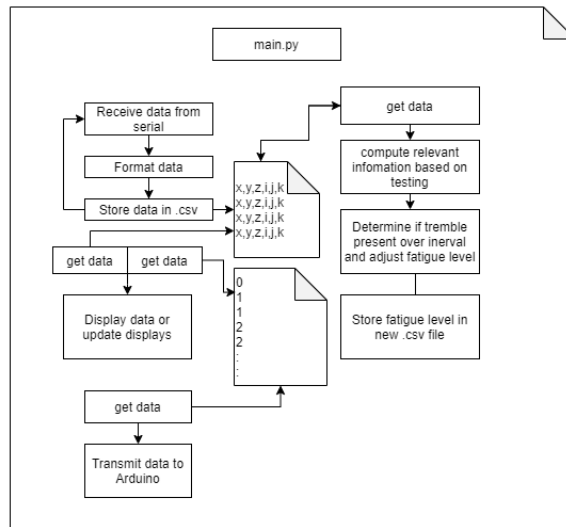 main.py
Receive data from
serial
Format data
Store data in .csv
get data
get data
Display data or
update displays
x,y,z,i,j,k
x,y,z,i,j,k
x,y,z,i,j,k
x,y,z,i,j,k
0
1
1
2
2
:
:
get data
compute relevant
infomation based on
testing
Determine if tremble
present over inerval
and adjust fatigue level
Store fatigue level in
new .csv file
get data
Transmit data to
Arduino